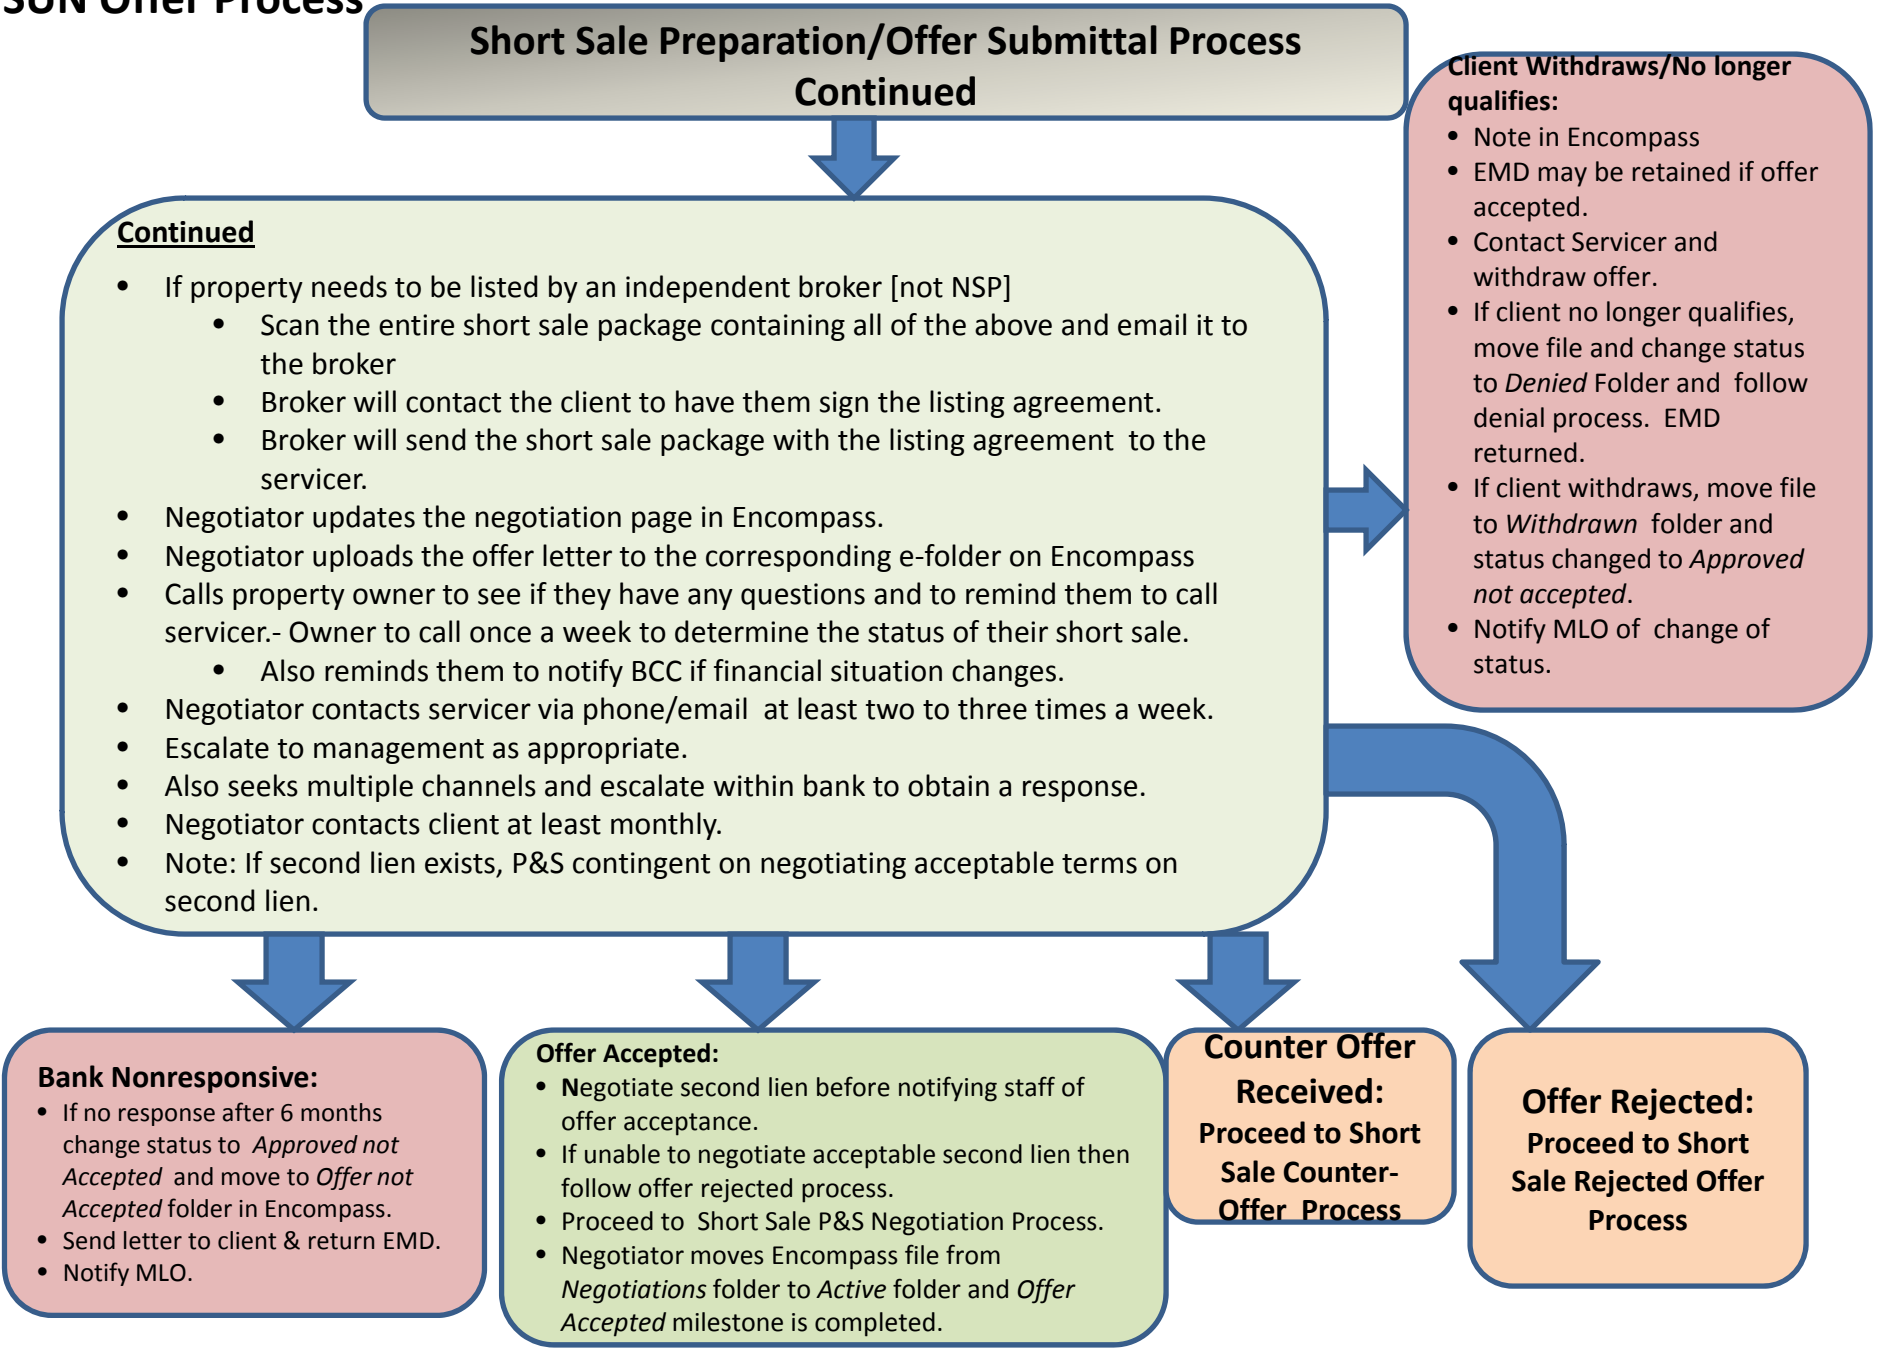 SUN Offer Process
Short Sale Preparation/Offer Submittal Process
Continued
Client Withdraws/No longer
qualifies:
• Note in Encompass
• EMD may be retained if offer
accepted.
• Contact Servicer and
withdraw offer.
• If client no longer qualifies,
move file and change status
to Denied Folder and follow
denial process. EMD
returned.
• If client withdraws, move file
to Withdrawn folder and
status changed to Approved
not accepted.
• Notify MLO of change of
status.
Continued
• If property needs to be listed by an independent broker [not NSP]
• Scan the entire short sale package containing all of the above and email it to
the broker
• Broker will contact the client to have them sign the listing agreement.
• Broker will send the short sale package with the listing agreement to the
servicer.
• Negotiator updates the negotiation page in Encompass.
• Negotiator uploads the offer letter to the corresponding e-folder on Encompass
• Calls property owner to see if they have any questions and to remind them to call
servicer.- Owner to call once a week to determine the status of their short sale.
• Also reminds them to notify BCC if financial situation changes.
• Negotiator contacts servicer via phone/email at least two to three times a week.
• Escalate to management as appropriate.
• Also seeks multiple channels and escalate within bank to obtain a response.
• Negotiator contacts client at least monthly.
• Note: If second lien exists, P&S contingent on negotiating acceptable terms on
second lien.
Bank Nonresponsive:
• If no response after 6 months
change status to Approved not
Accepted and move to Offer not
Accepted folder in Encompass.
• Send letter to client & return EMD.
• Notify MLO.
Offer Accepted:
• Negotiate second lien before notifying staff of
offer acceptance.
• If unable to negotiate acceptable second lien then
follow offer rejected process.
• Proceed to Short Sale P&S Negotiation Process.
• Negotiator moves Encompass file from
Negotiations folder to Active folder and Offer
Accepted milestone is completed.
Counter Offer
Received:
Proceed to Short
Sale Counter-
Offer Process
Offer Rejected:
Proceed to Short
Sale Rejected Offer
Process